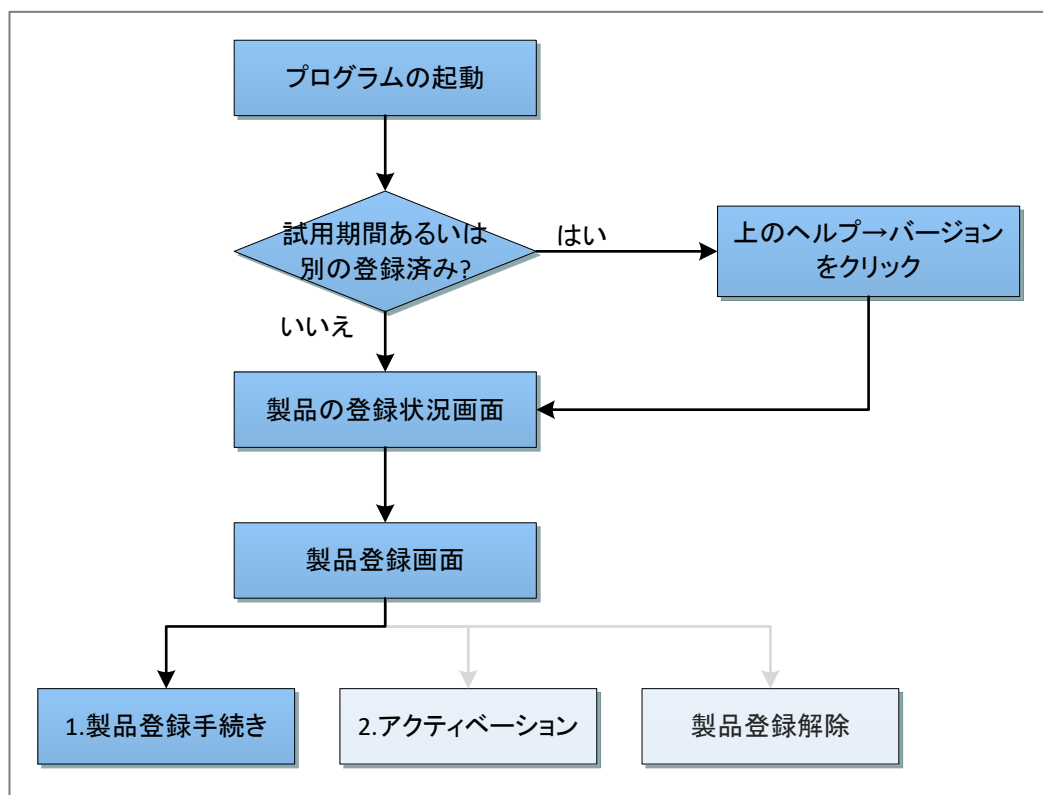 プログラムの起動
試用期間あるいは
別の登録済み?
はい
上のヘルプ→バージョン
をクリック
いいえ
製品の登録状況画面
製品登録画面
1.製品登録手続き
2.アクティベーション
製品登録解除